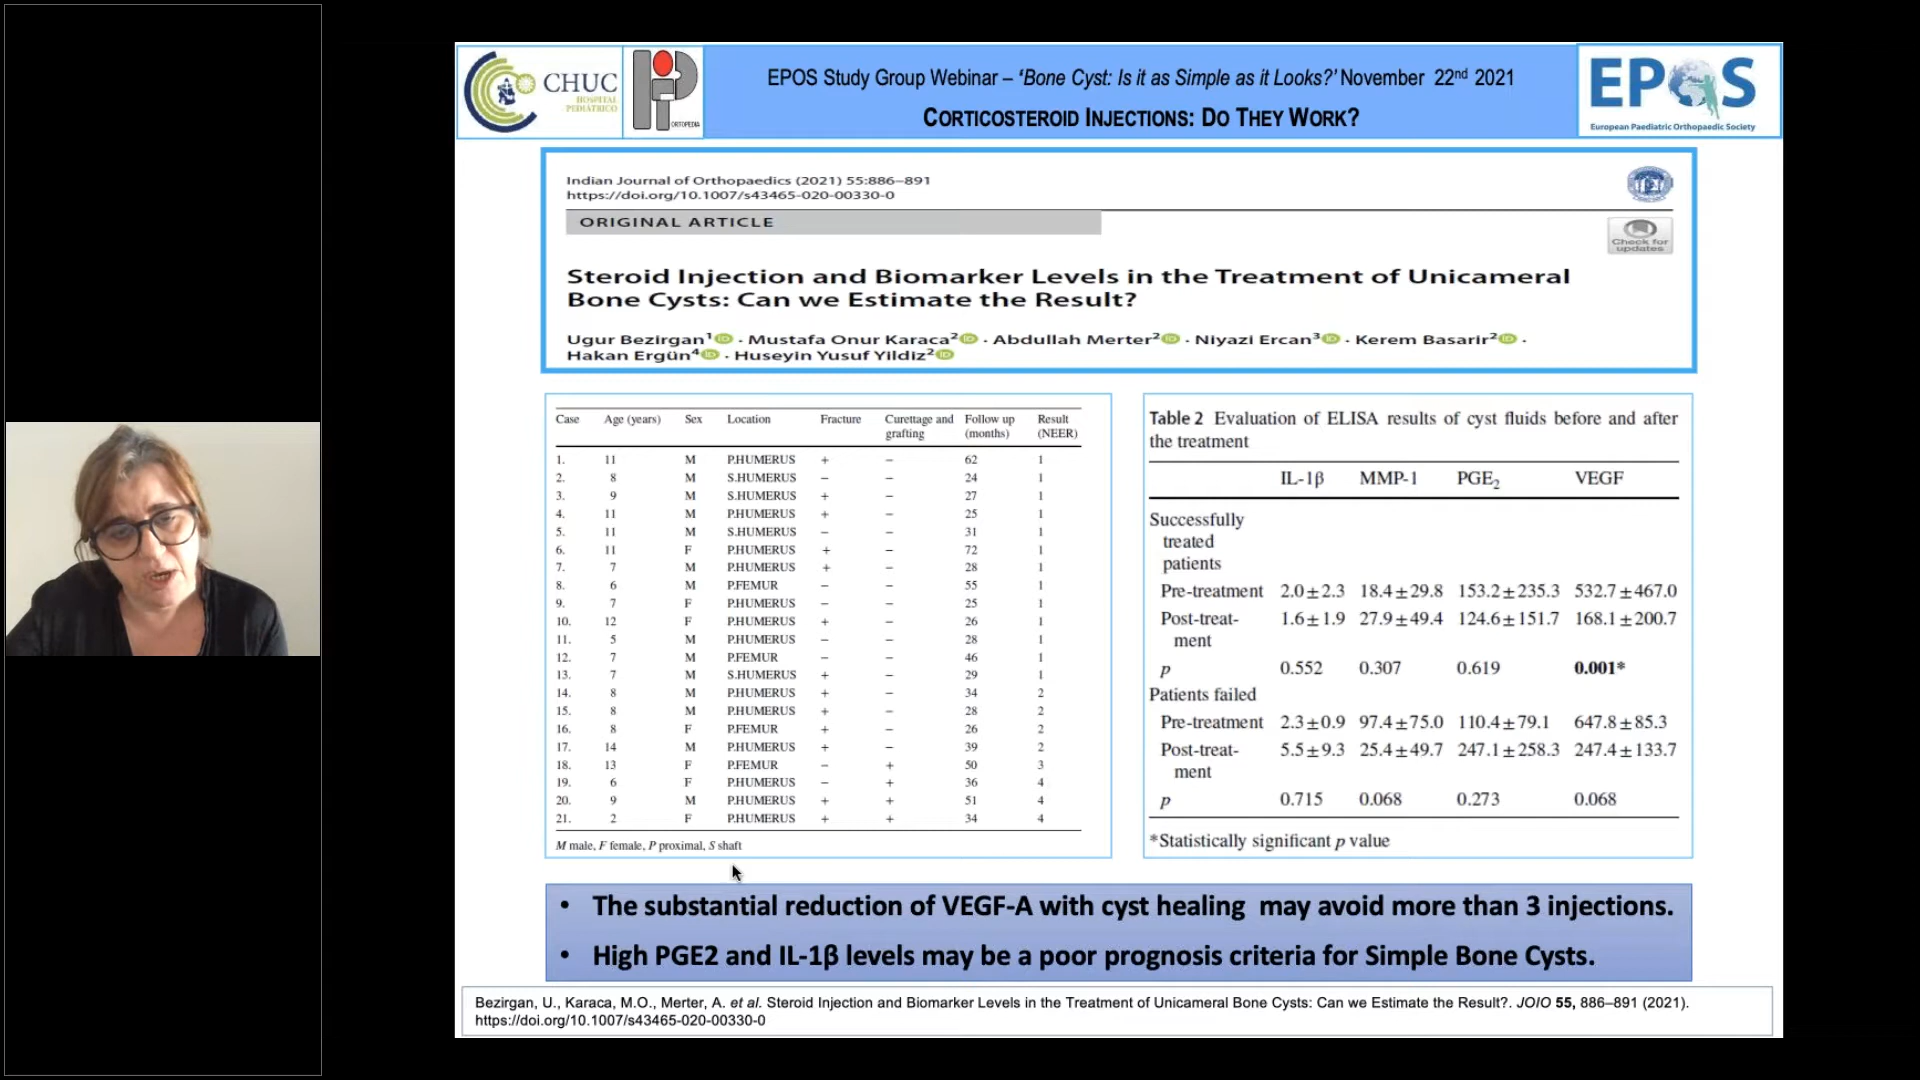 CHUC
HOSPITAL
PEDIÁTRICO
ORTOPEDIA
EPOS Study Group Webinar – ‘Bone Cyst: Is it as Simple as it Looks?’ November 22nd 2021
CORTICOSTEROID INJECTIONS: DO THEY WORK?
EPOS
European Paediatric Orthopaedic Society
Indian Journal of Orthopaedics (2021) 55:886–891
https://doi.org/10.1007/s43465-020-00330-0
ORIGINAL ARTICLE
Check for
updates
Steroid Injection and Biomarker Levels in the Treatment of Unicameral
Bone Cysts: Can we Estimate the Result?
Ugur Bezirgan1 · Mustafa Onur Karaca2 · Abdullah Merter2 · Niyazi Ercan3 · Kerem Basarir2 ·
Hakan Ergün4 · Huseyin Yusuf Yildiz2
Case Age (years) Sex Location Fracture Curettage and grafting Follow up (months) Result (NEER)
1. 11 M P.HUMERUS + − 62 1
2. 8 M S.HUMERUS − − 24 1
3. 9 M S.HUMERUS + − 27 1
4. 11 M P.HUMERUS + − 25 1
5. 11 M S.HUMERUS − − 31 1
6. 11 F P.HUMERUS + − 72 1
7. 7 M P.HUMERUS + − 28 1
8. 6 M P.FEMUR − − 55 1
9. 7 F P.HUMERUS − − 25 1
10. 12 F P.HUMERUS + − 26 1
11. 5 M P.HUMERUS − − 28 1
12. 7 M P.FEMUR − − 46 1
13. 7 M S.HUMERUS + − 29 1
14. 8 M P.HUMERUS + − 34 2
15. 8 M P.HUMERUS + − 28 2
16. 8 F P.FEMUR + − 26 2
17. 14 M P.HUMERUS + − 39 2
18. 13 F P.FEMUR − + 50 3
19. 6 F P.HUMERUS − + 36 4
20. 9 M P.HUMERUS + + 51 4
21. 2 F P.HUMERUS + + 34 4
M male, F female, P proximal, S shaft
Table 2 Evaluation of ELISA results of cyst fluids before and after
the treatment
IL-1β MMP-1 PGE2 VEGF
Successfully
treated
patients
Pre-treatment 2.0±2.3 18.4±29.8 153.2±235.3 532.7±467.0
Post-treat- 1.6±1.9 27.9±49.4 124.6±151.7 168.1±200.7
ment
p 0.552 0.307 0.619 0.001*
Patients failed
Pre-treatment 2.3±0.9 97.4±75.0 110.4±79.1 647.8±85.3
Post-treat- 5.5±9.3 25.4±49.7 247.1±258.3 247.4±133.7
ment
p 0.715 0.068 0.273 0.068
*Statistically significant p value
• The substantial reduction of VEGF-A with cyst healing may avoid more than 3 injections.
• High PGE2 and IL-1β levels may be a poor prognosis criteria for Simple Bone Cysts.
Bezirgan, U., Karaca, M.O., Merter, A. et al. Steroid Injection and Biomarker Levels in the Treatment of Unicameral Bone Cysts: Can we Estimate the Result?. JOIO 55, 886–891 (2021).
https://doi.org/10.1007/s43465-020-00330-0